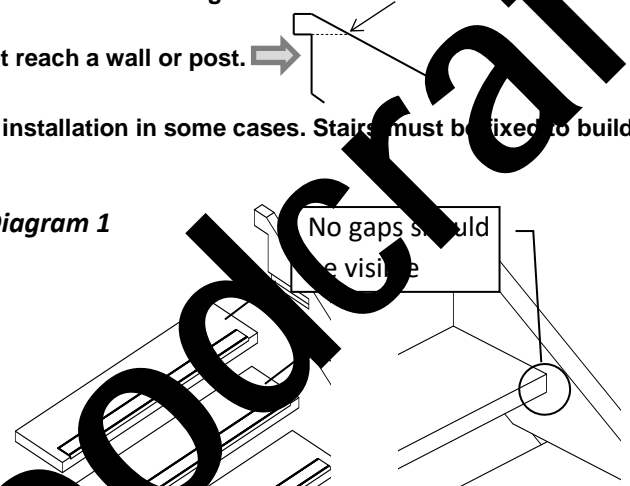 t reach a wall or post.
installation in some cases. Stairs must be fixed to build
Diagram 1
No gaps should
be visible
odcra